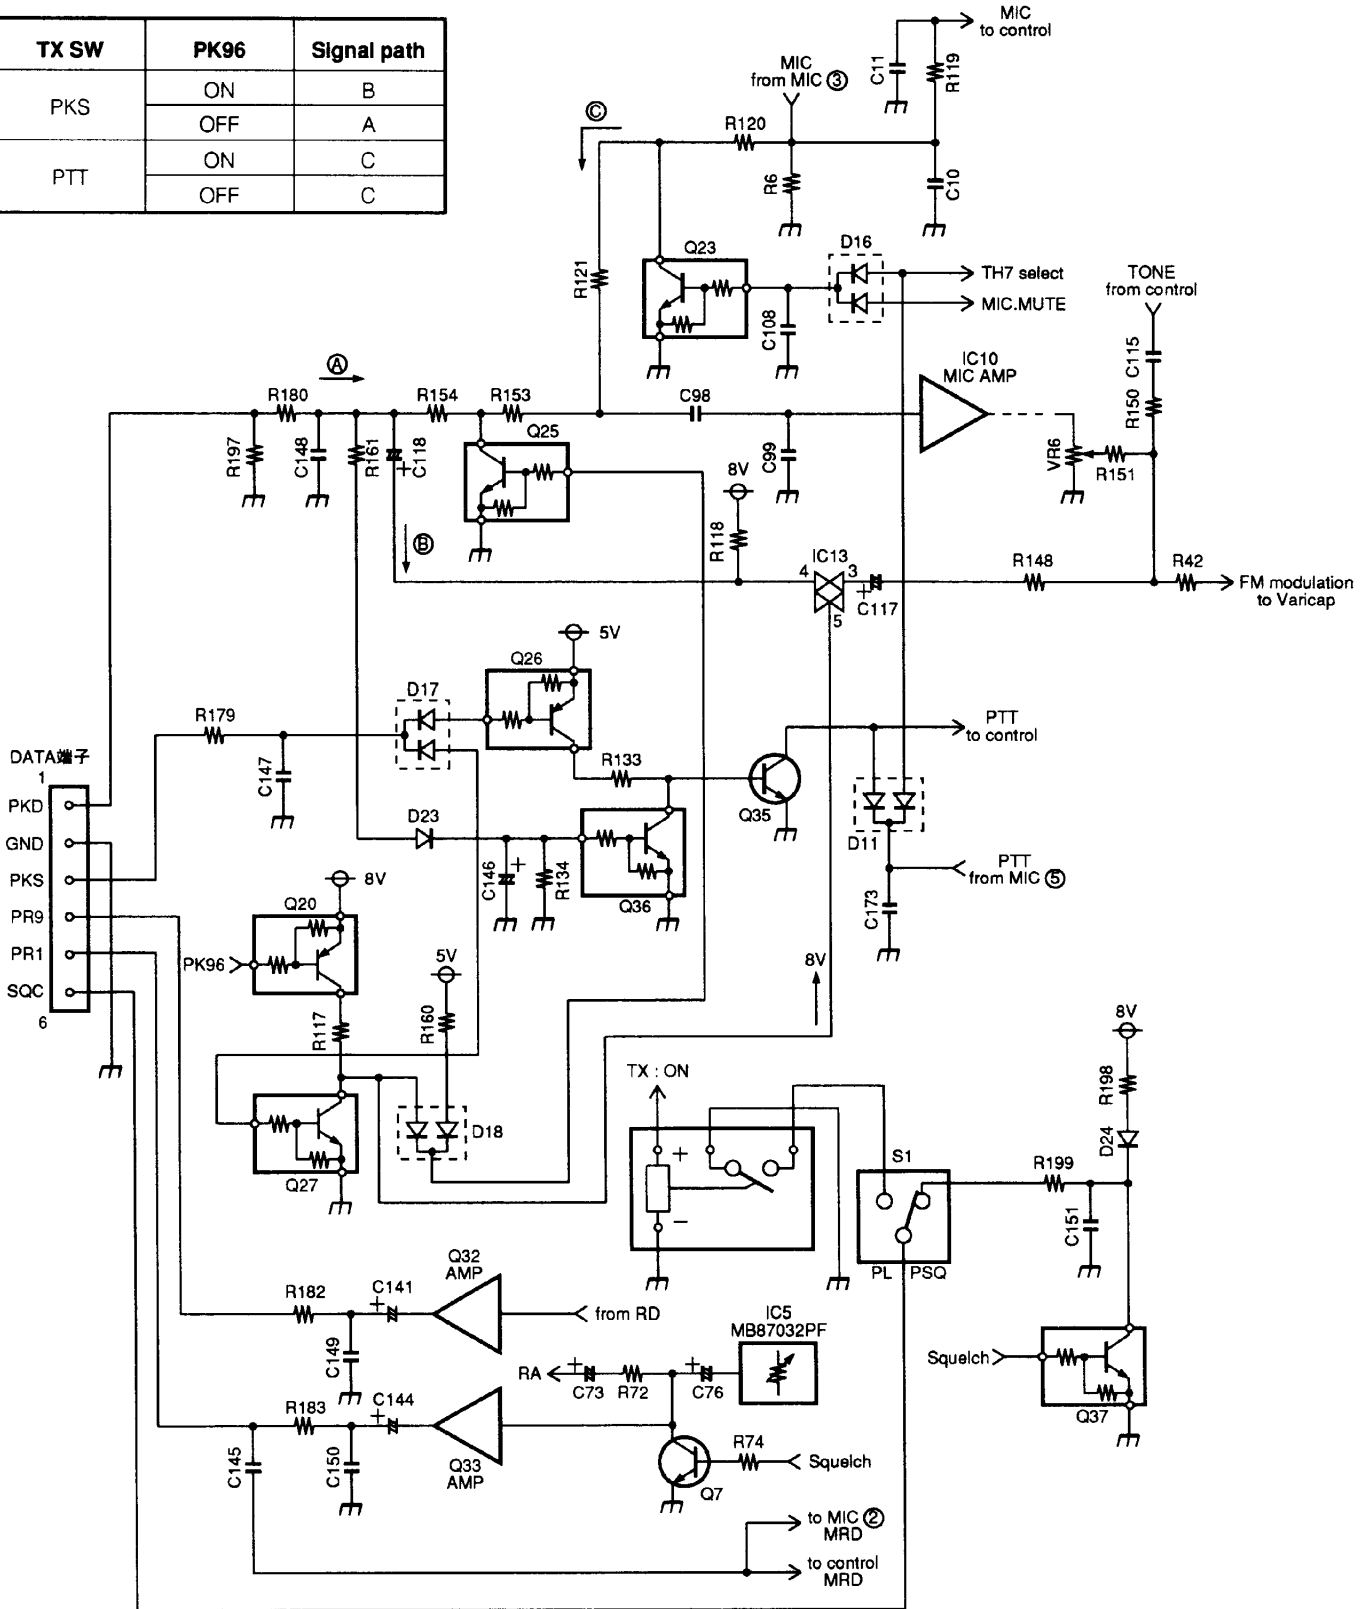 TX SW PK96 Signal path
PKS ON B
OFF A
PTT ON C
OFF C
MIC
to control
C11
R119
MIC
from MIC ③
Ⓒ
R120
R6
C10
Q23
D16
R121
TH7 select
MIC.MUTE
C108
TONE
from control
C115
R150
IC10
MIC AMP
VR6
R151
Ⓐ
R180
R154
R153
C98
R197
C148
R161
C118
+
Q25
C99
8V
R118
Ⓑ
IC13
4
3
5
+
C117
R148
R42
FM modulation
to Varicap
5V
Q26
D17
R179
C147
R133
Q35
PTT
to control
D11
PTT
from MIC ⑤
C173
DATA端子
1
PKD
GND
PKS
PR9
PR1
SQC
6
D23
C146
+
R134
Q36
8V
Q20
PK96
R117
5V
R160
8V
D18
Q27
TX : ON
+
−
S1
PL PSQ
8V
R198
D24
R199
C151
Q32
AMP
R182
C141
+
C149
from RD
IC5
MB87032PF
RA
+
C73
R72
+
C76
R183
C144
+
C145
C150
Q33
AMP
R74
Squelch
Q7
Squelch
Q37
to MIC ②
MRD
to control
MRD